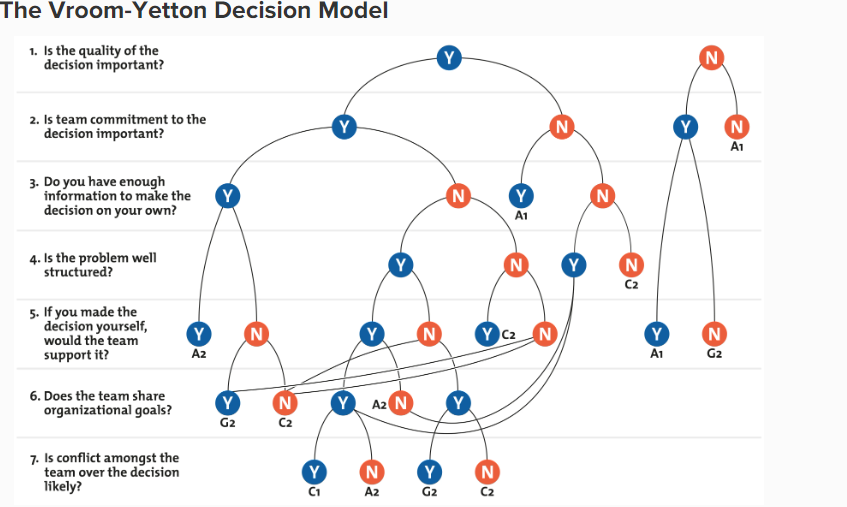 The Vroom-Yetton Decision Model
1. Is the quality of the
decision important?
Y
N
2. Is team commitment to the
decision important?
Y
N
Y
N
A1
3. Do you have enough
information to make the
decision on your own?
Y
N
Y
N
A1
4. Is the problem well
structured?
Y
N
Y
N
C2
5. If you made the
decision yourself,
would the team
support it?
Y
N
Y
N
Y C2
N
Y
N
A2
A1
G2
6. Does the team share
organizational goals?
Y
N
Y
A2 N
Y
G2
C2
7. Is conflict amongst the
team over the decision
likely?
Y
N
Y
N
C1
A2
G2
C2